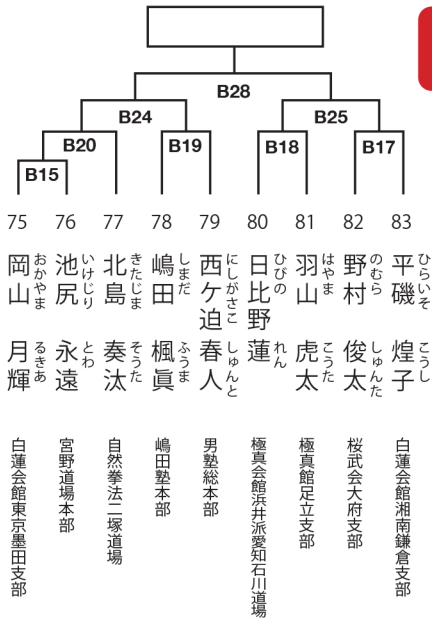 B28
B24
B25
B20
B19
B18
B17
B15
75
76
77
78
79
80
81
82
83
岡山 月輝
おかやま るきあ
白蓮会館東京墨田支部
池尻 永遠
いけじり とわ
宮野道場本部
北島 奏汰
きたじま そうた
自然拳法二塚道場
嶋田 楓眞
しまだ ふうま
嶋田塾本部
西ケ迫 春人
にしがさこ しゅんと
男塾総本部
日比野 蓮
ひびの れん
極真会館浜井派愛知石川道場
羽山 虎太
はやま こうた
極真館足立支部
野村 俊太
のむら しゅんた
桜武会大府支部
平磯 煌子
ひらいそ こうし
白蓮会館湘南鎌倉支部